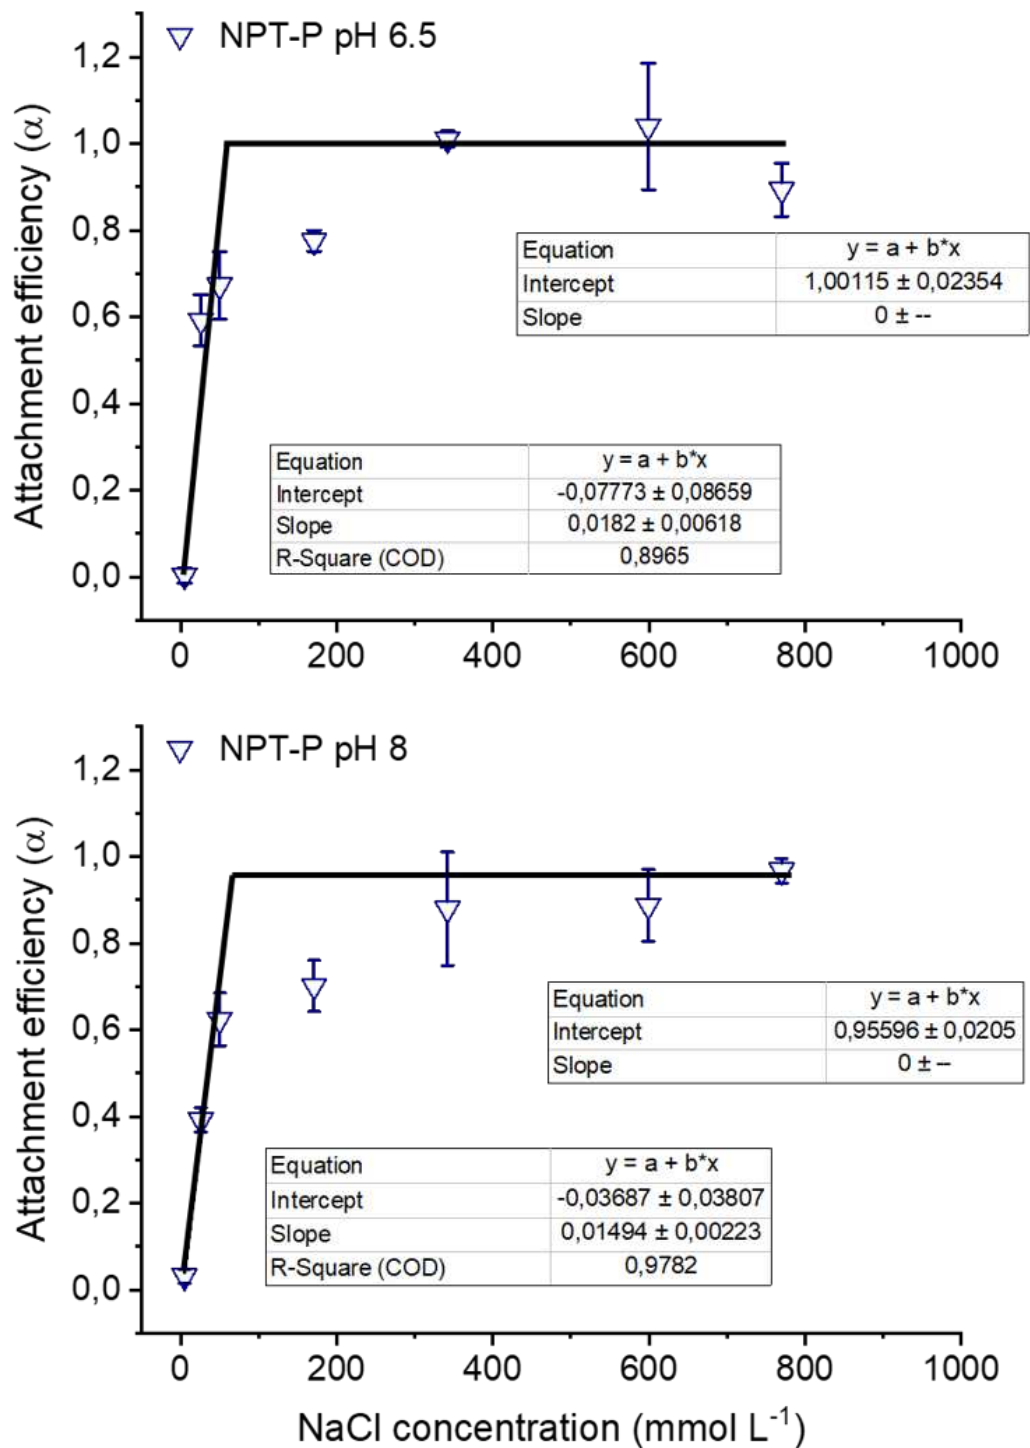 NPT-P pH 6.5
1,2
1,0
0,8
0,6
0,4
0,2
0,0
Attachment efficiency (α)
Equation y = a + b*x
Intercept 1,00115 ± 0,02354
Slope 0 ± --
Equation y = a + b*x
Intercept -0,07773 ± 0,08659
Slope 0,0182 ± 0,00618
R-Square (COD) 0,8965
0 200 400 600 800 1000
NPT-P pH 8
1,2
1,0
0,8
0,6
0,4
0,2
0,0
Attachment efficiency (α)
Equation y = a + b*x
Intercept 0,95596 ± 0,0205
Slope 0 ± --
Equation y = a + b*x
Intercept -0,03687 ± 0,03807
Slope 0,01494 ± 0,00223
R-Square (COD) 0,9782
0 200 400 600 800 1000
NaCl concentration (mmol L⁻¹)